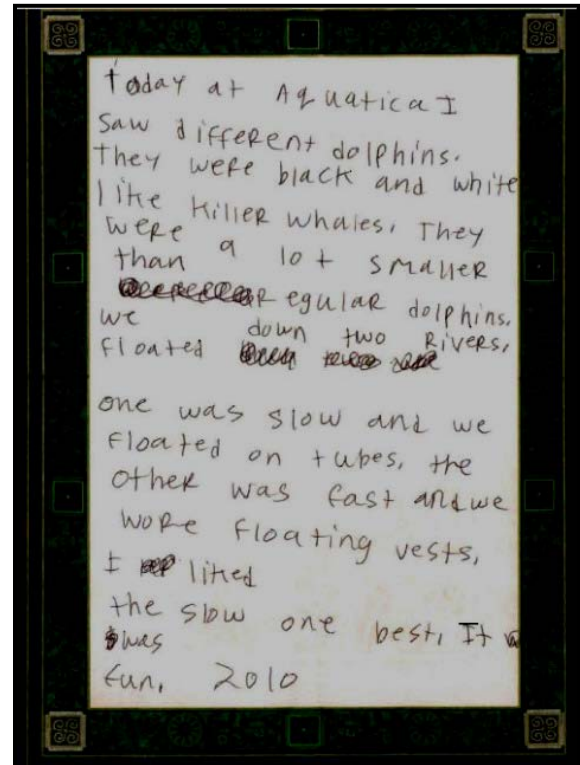 today at Aquatica I
saw different dolphins.
they were black and white
like killer whales. They
were a lot smaller
than regular dolphins.
we floated down two rivers,
one was slow and we
floated on tubes, the
other was fast and we
wore floating vests,
I liked
the slow one best, It
was
fun, 2010